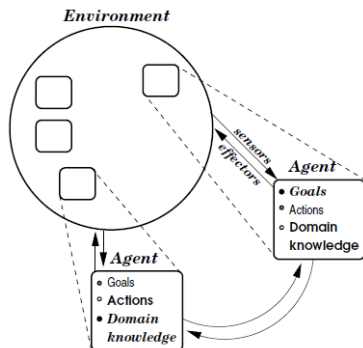 Environment
sensors
effectors
Agent
Goals
Actions
Domain
knowledge
Agent
Goals
Actions
Domain
knowledge